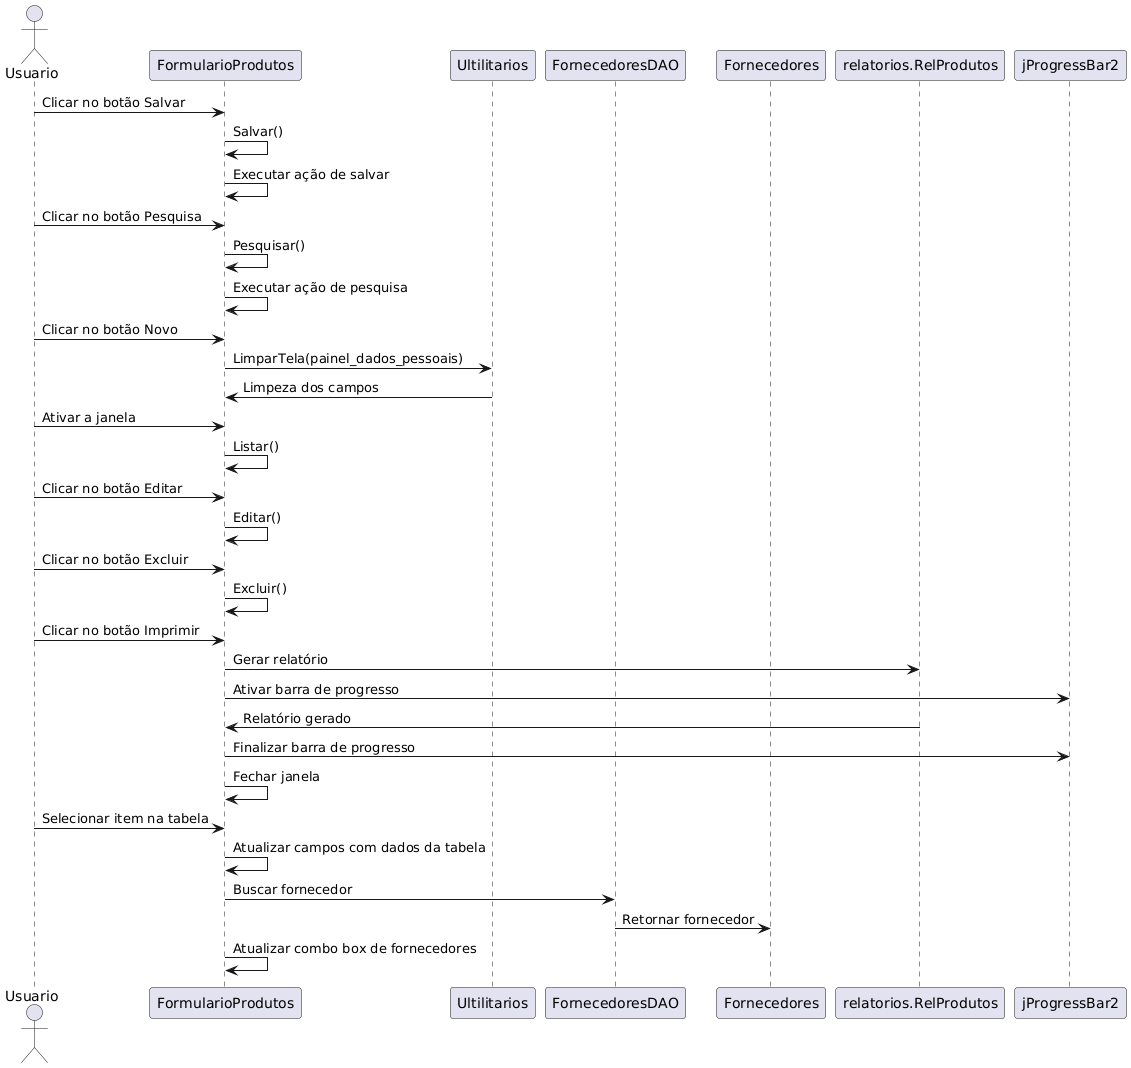 Usuario
FormularioProdutos
Ultilitarios
FornecedoresDAO
Fornecedores
relatorios.RelProdutos
jProgressBar2
Clicar no botão Salvar
Salvar()
Executar ação de salvar
Clicar no botão Pesquisa
Pesquisar()
Executar ação de pesquisa
Clicar no botão Novo
LimparTela(painel_dados_pessoais)
Limpeza dos campos
Ativar a janela
Listar()
Clicar no botão Editar
Editar()
Clicar no botão Excluir
Excluir()
Clicar no botão Imprimir
Gerar relatório
Ativar barra de progresso
Relatório gerado
Finalizar barra de progresso
Fechar janela
Selecionar item na tabela
Atualizar campos com dados da tabela
Buscar fornecedor
Retornar fornecedor
Atualizar combo box de fornecedores
Usuario
FormularioProdutos
Ultilitarios
FornecedoresDAO
Fornecedores
relatorios.RelProdutos
jProgressBar2